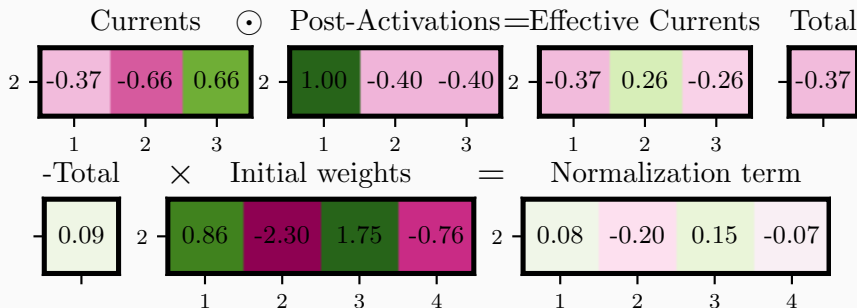 Currents ⊙ Post-Activations = Effective Currents Total
2 -0.37 -0.66 0.66 2 1.00 -0.40 -0.40 2 -0.37 0.26 -0.26 -0.37
1 2 3 1 2 3 1 2 3
-Total × Initial weights = Normalization term
0.09 2 0.86 -2.30 1.75 -0.76 2 0.08 -0.20 0.15 -0.07
1 2 3 4 1 2 3 4